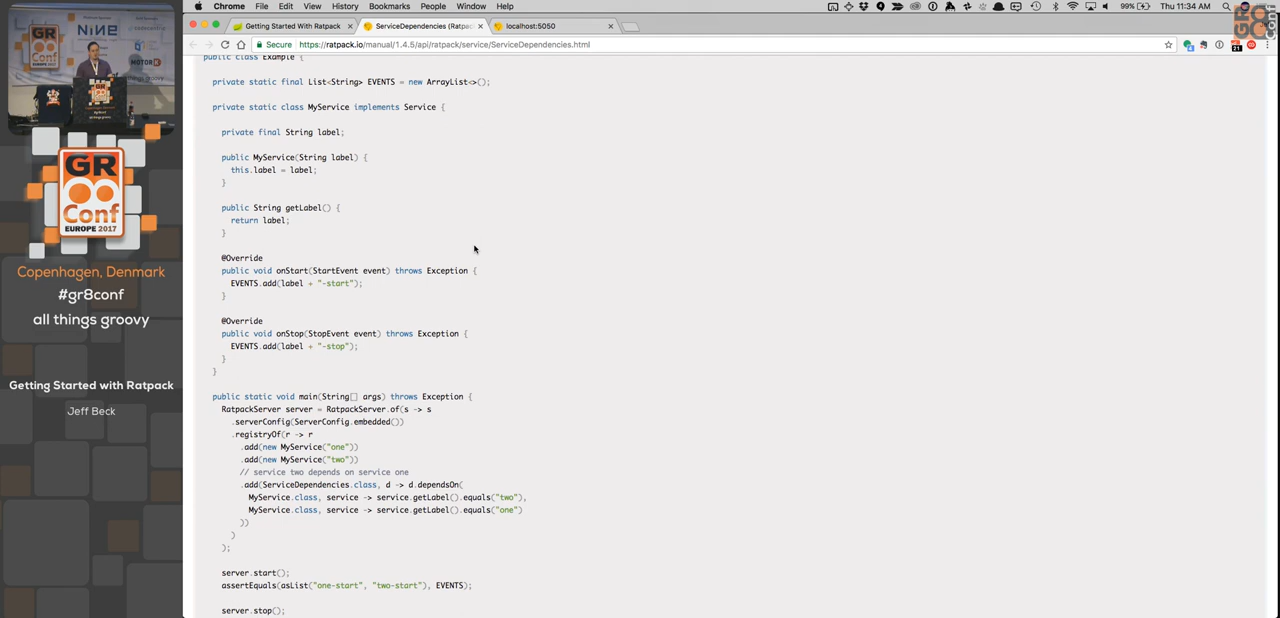 Chrome File Edit View History Bookmarks People Window Help
99% Thu 11:34 AM
Getting Started With Ratpack
ServiceDependencies (Ratpac
localhost:5050
Secure https://ratpack.io/manual/1.4.5/api/ratpack/service/ServiceDependencies.html
21
public class Example {
private static final List<String> EVENTS = new ArrayList<>();
private static class MyService implements Service {
private final String label;
public MyService(String label) {
this.label = label;
}
public String getLabel() {
return label;
}
@Override
public void onStart(StartEvent event) throws Exception {
EVENTS.add(label + "-start");
}
@Override
public void onStop(StopEvent event) throws Exception {
EVENTS.add(label + "-stop");
}
}
public static void main(String[] args) throws Exception {
RatpackServer server = RatpackServer.of(s -> s
.serverConfig(ServerConfig.embedded())
.registryOf(r -> r
.add(new MyService("one"))
.add(new MyService("two"))
// service two depends on service one
.add(ServiceDependencies.class, d -> d.dependsOn(
MyService.class, service -> service.getLabel().equals("two"),
MyService.class, service -> service.getLabel().equals("one")
))
)
);
server.start();
assertEquals(asList("one-start", "two-start"), EVENTS);
server.stop();
GR
Conf
NINE
MOTORK
GR
Conf
EUROPE 2017
Copenhagen, Denmark
#gr8conf
all things groovy
Getting Started with Ratpack
Jeff Beck